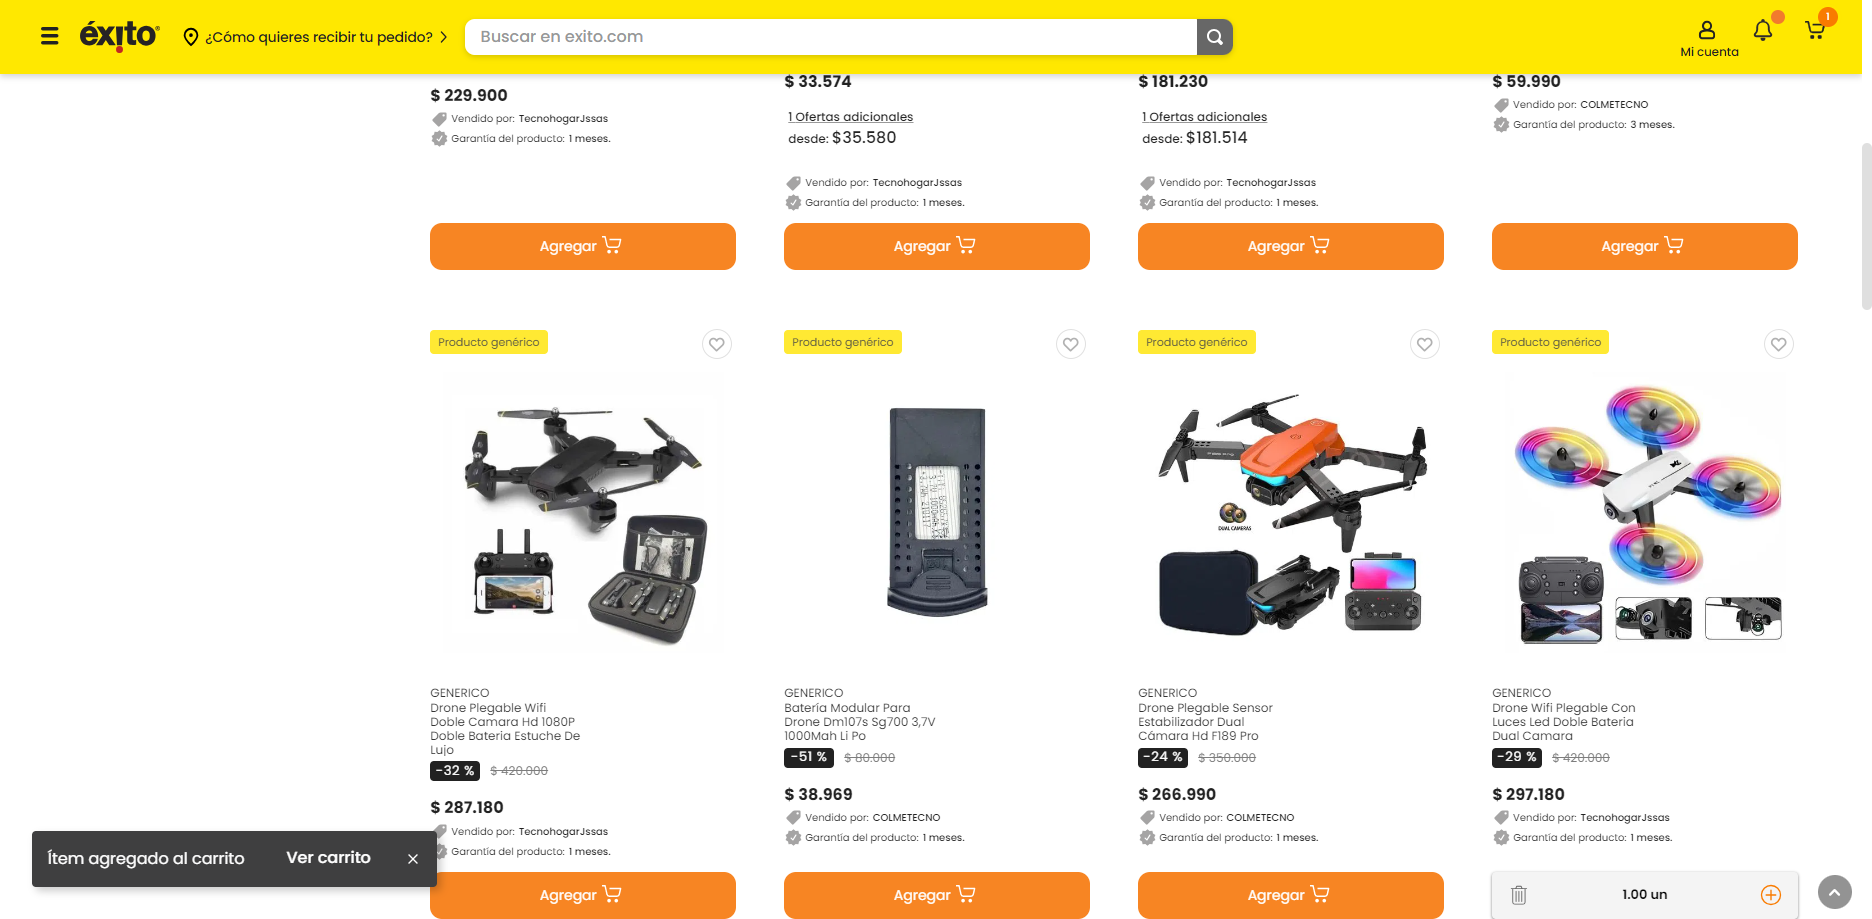 éxito
¿Cómo quieres recibir tu pedido?
Buscar en exito.com
Mi cuenta
1
$ 229.900
Vendido por: TecnohogarJssas
Garantía del producto: 1 meses.
Agregar
$ 33.574
1 Ofertas adicionales
desde: $35.580
Vendido por: TecnohogarJssas
Garantía del producto: 1 meses.
Agregar
$ 181.230
1 Ofertas adicionales
desde: $181.514
Vendido por: TecnohogarJssas
Garantía del producto: 1 meses.
Agregar
$ 59.990
Vendido por: COLMETECNO
Garantía del producto: 3 meses.
Agregar
Producto genérico
GENERICO
Drone Plegable Wifi
Doble Camara Hd 1080P
Doble Bateria Estuche De
Lujo
-32 % $ 420.000
$ 287.180
Vendido por: TecnohogarJssas
Garantía del producto: 1 meses.
Agregar
Producto genérico
GENERICO
Batería Modular Para
Drone Dm107s Sg700 3,7V
1000Mah Li Po
-51 % $ 80.000
$ 38.969
Vendido por: COLMETECNO
Garantía del producto: 1 meses.
Agregar
Producto genérico
DUAL CAMERAS
GENERICO
Drone Plegable Sensor
Estabilizador Dual
Cámara Hd F189 Pro
-24 % $ 350.000
$ 266.990
Vendido por: COLMETECNO
Garantía del producto: 1 meses.
Agregar
Producto genérico
GENERICO
Drone Wifi Plegable Con
Luces Led Doble Batería
Dual Camara
-29 % $ 420.000
$ 297.180
Vendido por: TecnohogarJssas
Garantía del producto: 1 meses.
1.00 un
Ítem agregado al carrito
Ver carrito